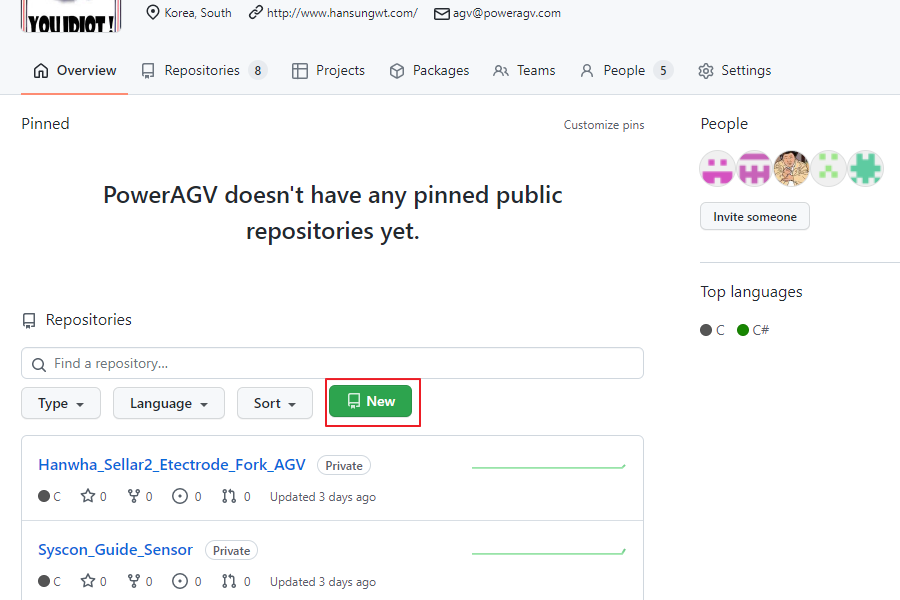 YOU IDIOT !
Korea, South http://www.hansungwt.com/ agv@poweragv.com
Overview Repositories 8 Projects Packages Teams People 5 Settings
Pinned Customize pins
PowerAGV doesn't have any pinned public
repositories yet.
Repositories
Find a repository...
Type Language Sort New
Hanwha_Sellar2_Etectrode_Fork_AGV Private
C 0 0 0 0 Updated 3 days ago
Syscon_Guide_Sensor Private
C 0 0 0 0 Updated 3 days ago
People
Invite someone
Top languages
C C#